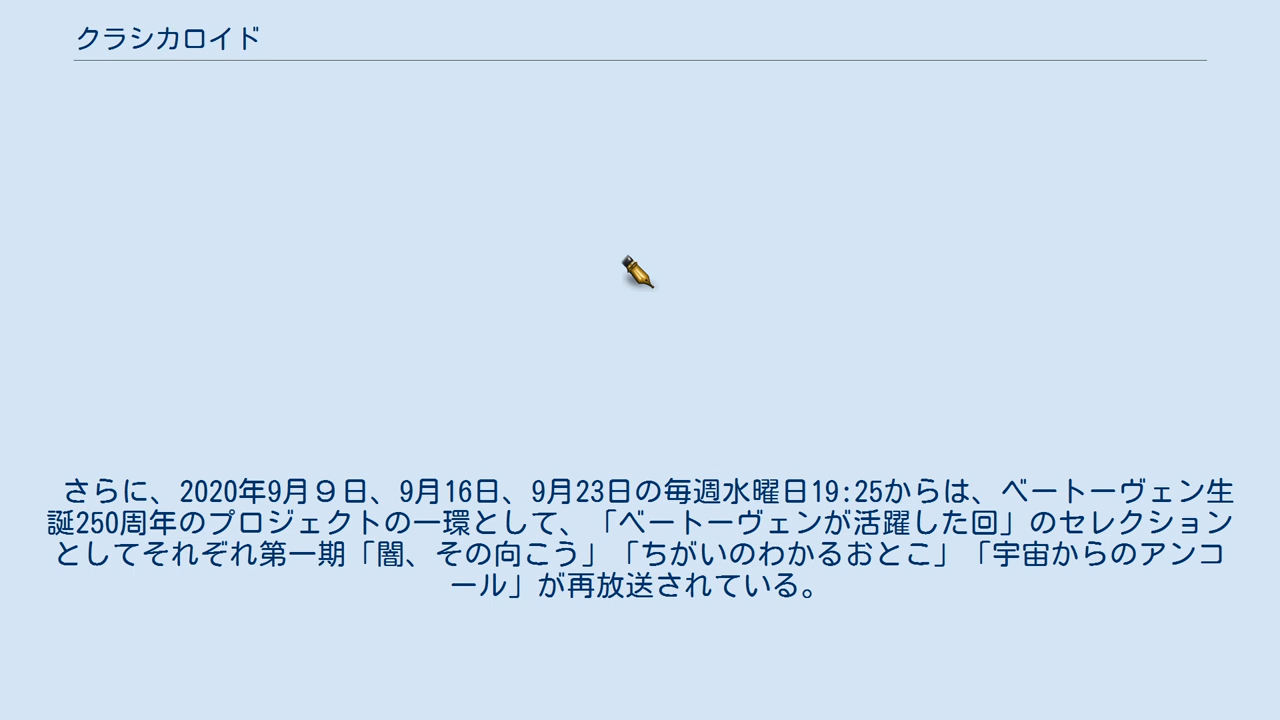 クラシカロイド
さらに、2020年9月９日、9月16日、9月23日の毎週水曜日19:25からは、ベートーヴェン生
誕250周年のプロジェクトの一環として、「ベートーヴェンが活躍した回」のセレクション
としてそれぞれ第一期「闇、その向こう」「ちがいのわかるおとこ」「宇宙からのアンコ
ール」が再放送されている。